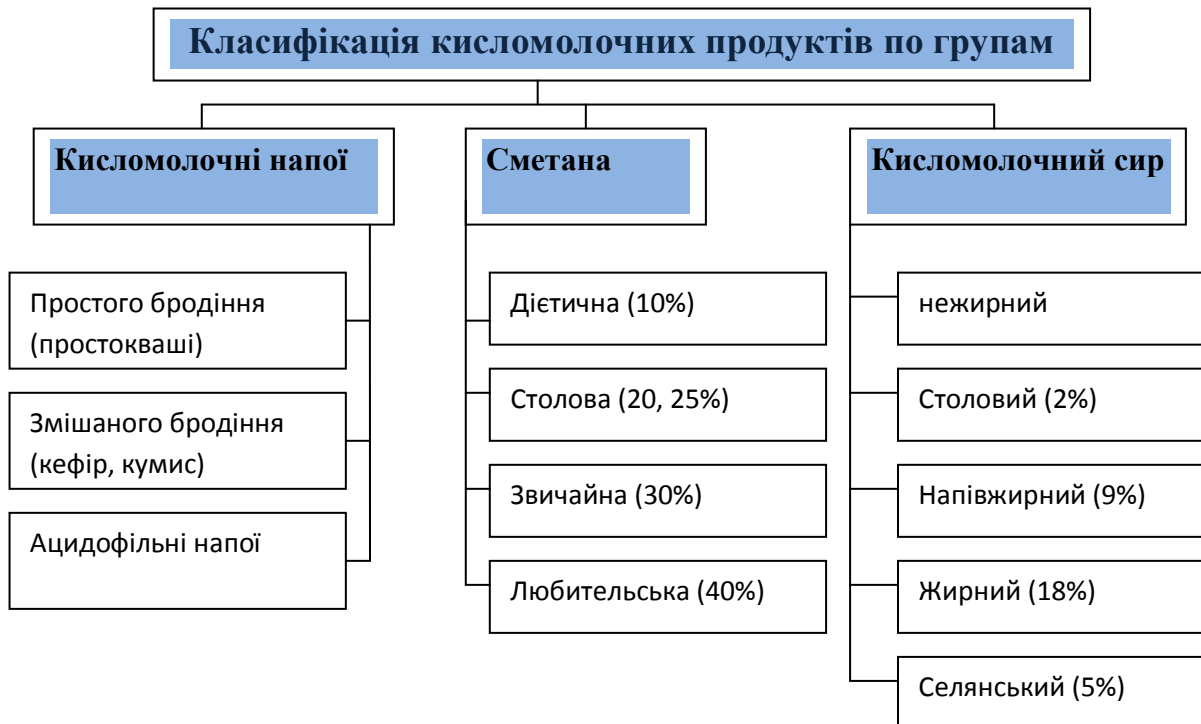 Класифікація кисломолочних продуктів по групам
Кисломолочні напої
Простого бродіння
(простокваші)
Змішаного бродіння
(кефір, кумис)
Ацидофільні напої
Сметана
Дієтична (10%)
Столова (20, 25%)
Звичайна (30%)
Любительська (40%)
Кисломолочний сир
нежирний
Столовий (2%)
Напівжирний (9%)
Жирний (18%)
Селянський (5%)